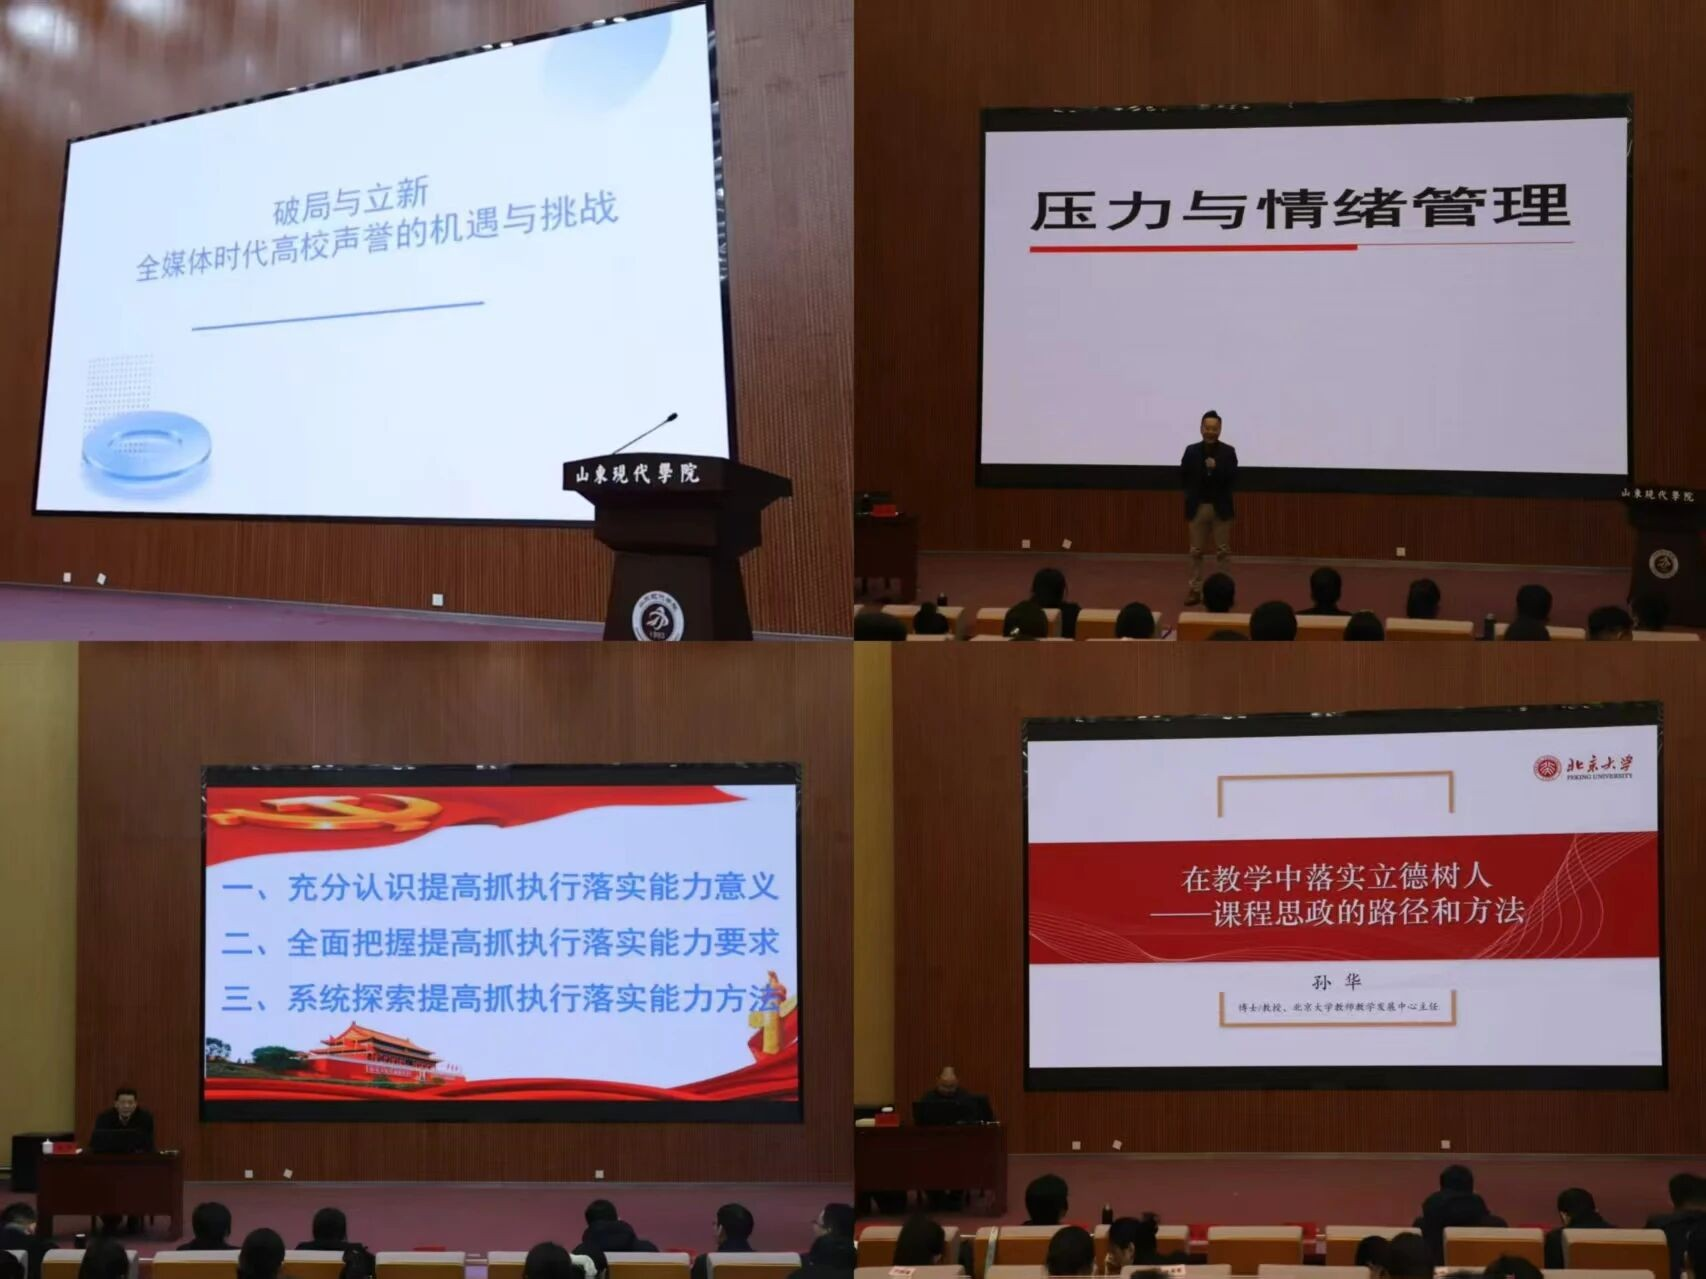 破局与立新
全媒体时代高校声誉的机遇与挑战
山東現代學院
1993
压力与情绪管理
山東現代學院
一、充分认识提高抓执行落实能力意义
二、全面把握提高抓执行落实能力要求
三、系统探索提高抓执行落实能力方法
北京大学
PEKING UNIVERSITY
在教学中落实立德树人
——课程思政的路径和方法
孙 华
博士/教授、北京大学教师教学发展中心主任